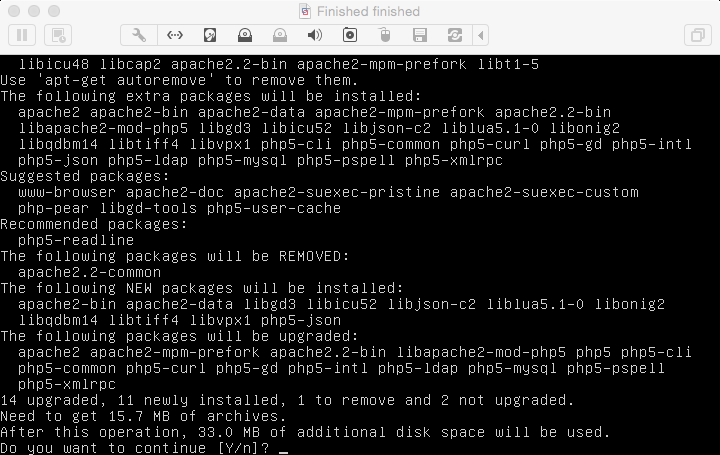 Finished finished
libicu48 libcap2 apache2.2-bin apache2-mpm-prefork libt1-5
Use 'apt-get autoremove' to remove them.
The following extra packages will be installed:
apache2 apache2-bin apache2-data apache2-mpm-prefork apache2.2-bin
libapache2-mod-php5 libgd3 libicu52 libjson-c2 liblua5.1-0 libonig2
libqdbm14 libtiff4 libvpx1 php5-cli php5-common php5-curl php5-gd php5-intl
php5-json php5-ldap php5-mysql php5-pspell php5-xmlrpc
Suggested packages:
www-browser apache2-doc apache2-suexec-pristine apache2-suexec-custom
php-pear libgd-tools php5-user-cache
Recommended packages:
php5-readline
The following packages will be REMOVED:
apache2.2-common
The following NEW packages will be installed:
apache2-bin apache2-data libgd3 libicu52 libjson-c2 liblua5.1-0 libonig2
libqdbm14 libtiff4 libvpx1 php5-json
The following packages will be upgraded:
apache2 apache2-mpm-prefork apache2.2-bin libapache2-mod-php5 php5 php5-cli
php5-common php5-curl php5-gd php5-intl php5-ldap php5-mysql php5-pspell
php5-xmlrpc
14 upgraded, 11 newly installed, 1 to remove and 2 not upgraded.
Need to get 15.7 MB of archives.
After this operation, 33.0 MB of additional disk space will be used.
Do you want to continue [Y/n]? _